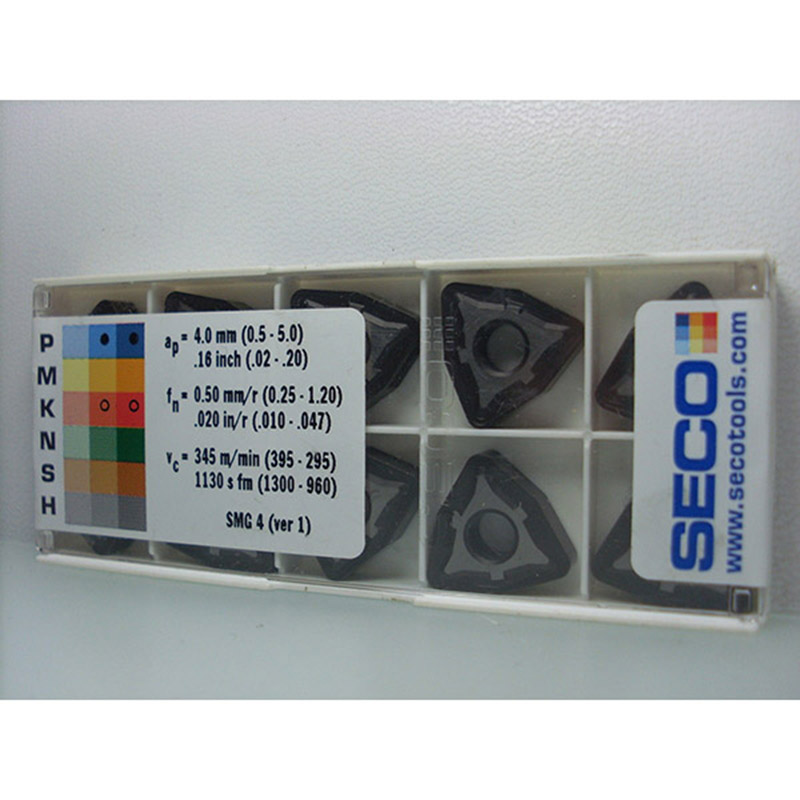 P
M
K
N
S
H
ap = 4.0 mm (0.5 - 5.0)
.16 inch (.02 - .20)
fn = 0.50 mm/r (0.25 - 1.20)
.020 in/r (.010 - .047)
vc = 345 m/min (395 - 295)
1130 s fm (1300 - 960)
SMG 4 (ver 1)
SECO
www.secotools.com